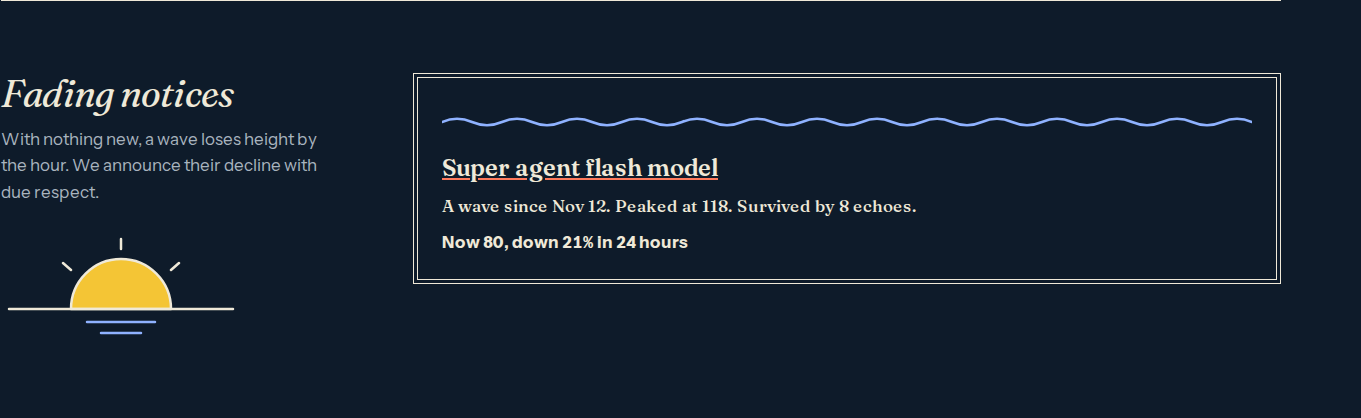 Fading notices
With nothing new, a wave loses height by
the hour. We announce their decline with
due respect.
Super agent flash model
A wave since Nov 12. Peaked at 118. Survived by 8 echoes.
Now 80, down 21% in 24 hours